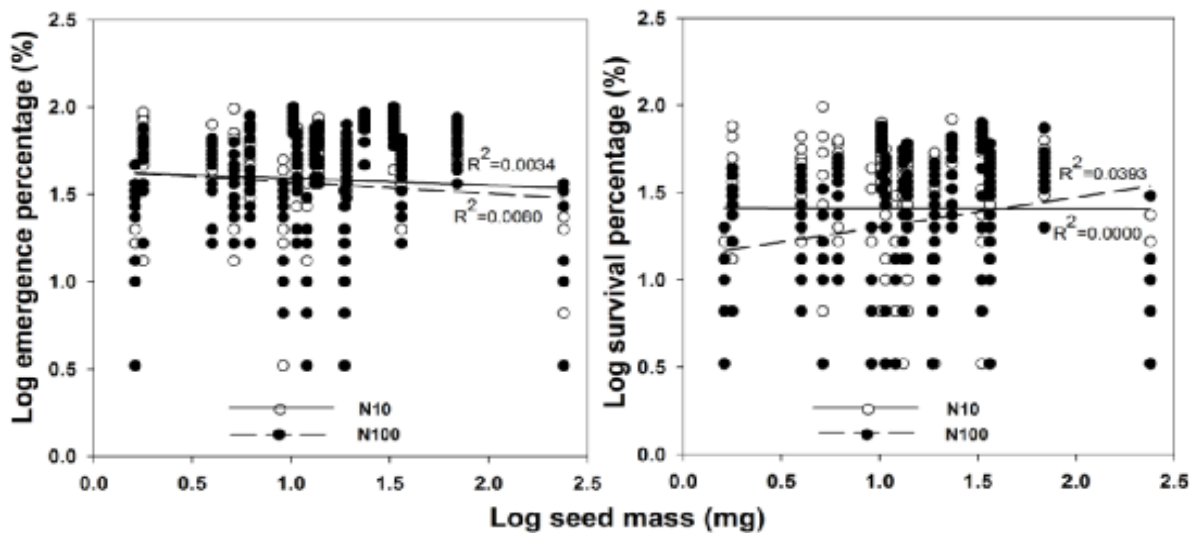 Log emergence percentage (%)
2.5
2.0
1.5
1.0
0.5
0.0
R²=0.0034
R²=0.0080
N10
N100
0.0 0.5 1.0 1.5 2.0 2.5
Log survival percentage (%)
2.5
2.0
1.5
1.0
0.5
0.0
R²=0.0393
R²=0.0000
N10
N100
0.0 0.5 1.0 1.5 2.0 2.5
Log seed mass (mg)